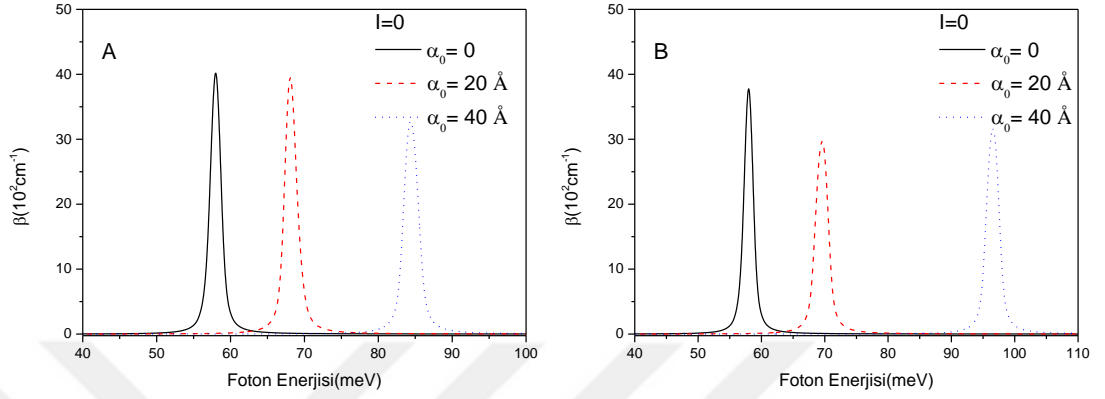 A
I=0
α₀= 0
α₀= 20 Å
α₀= 40 Å
β(10²cm⁻¹)
50
40
30
20
10
0
40 50 60 70 80 90 100
Foton Enerjisi(meV)
B
I=0
α₀= 0
α₀= 20 Å
α₀= 40 Å
β(10²cm⁻¹)
50
40
30
20
10
0
40 50 60 70 80 90 100 110
Foton Enerjisi(meV)